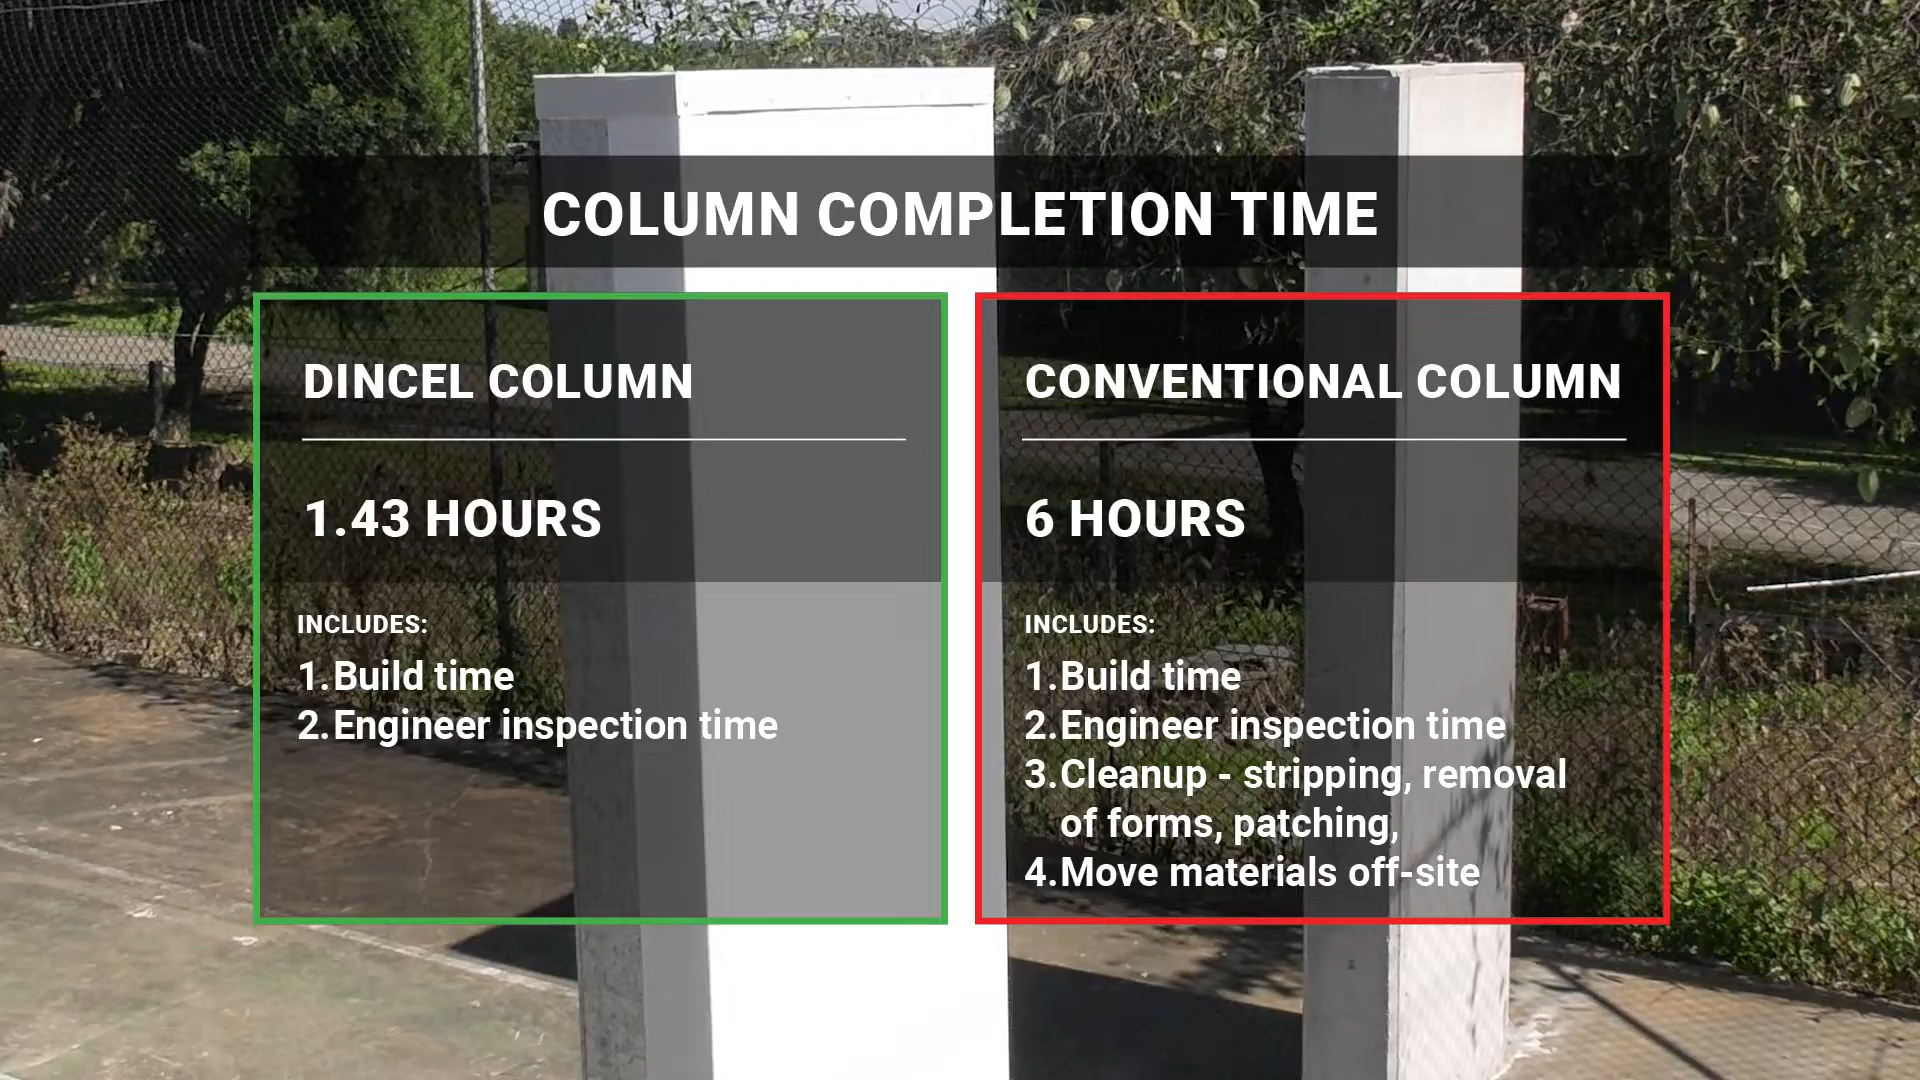 COLUMN COMPLETION TIME
DINCEL COLUMN
1.43 HOURS
INCLUDES:
1. Build time
2. Engineer inspection time
CONVENTIONAL COLUMN
6 HOURS
INCLUDES:
1. Build time
2. Engineer inspection time
3. Cleanup - stripping, removal
of forms, patching,
4. Move materials off-site